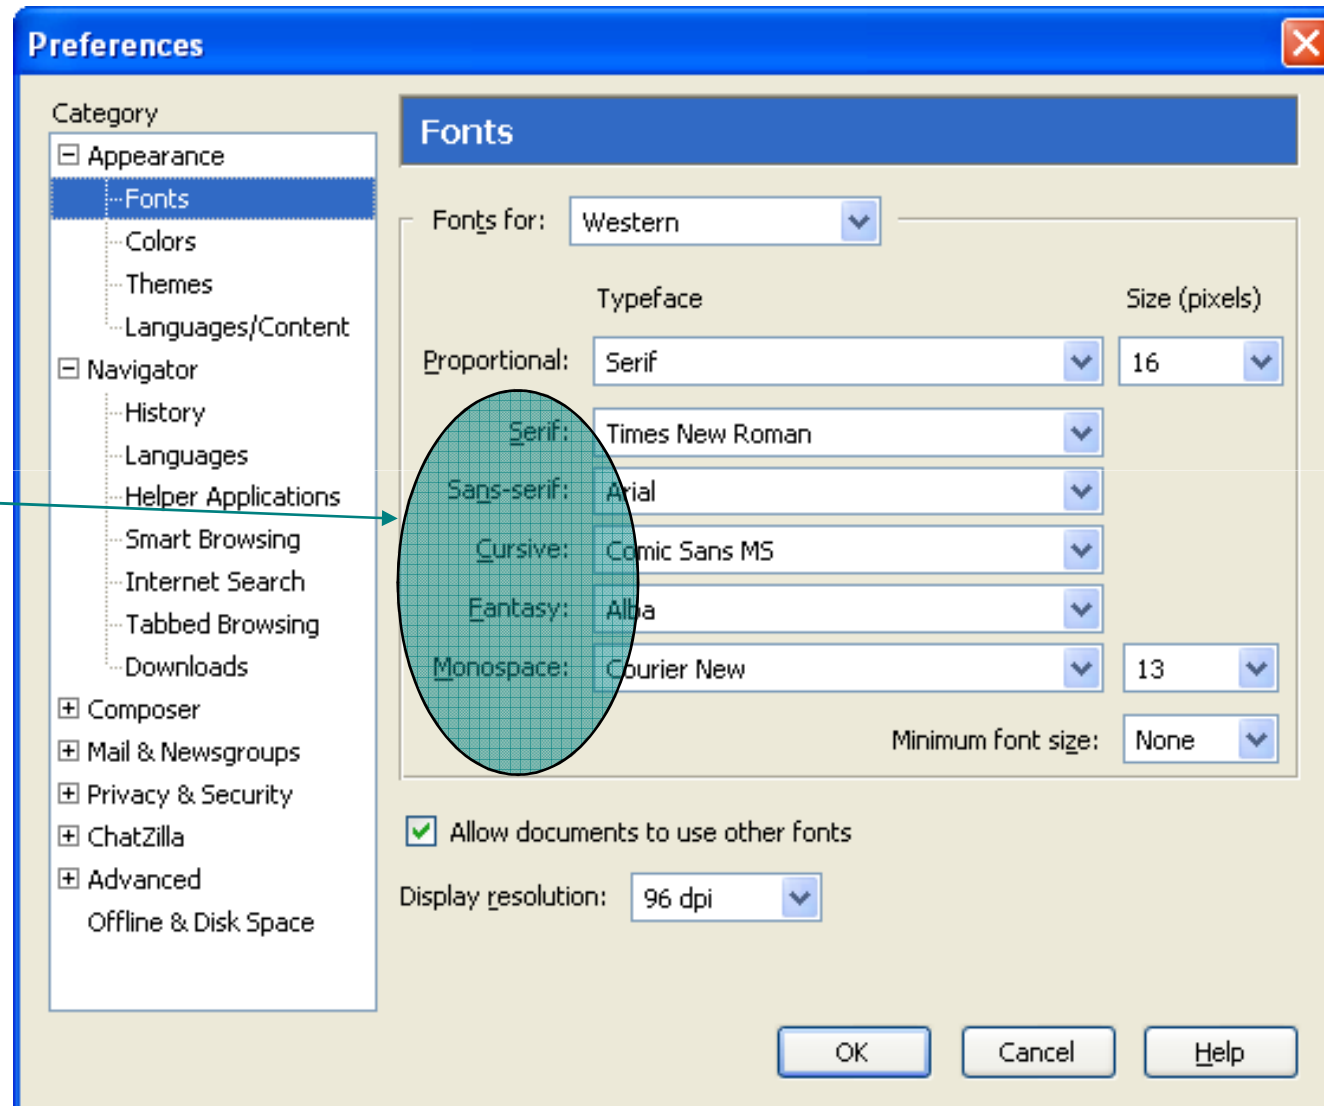 Preferences
Category
Appearance
Fonts
Colors
Themes
Languages/Content
Navigator
History
Languages
Helper Applications
Smart Browsing
Internet Search
Tabbed Browsing
Downloads
Composer
Mail & Newsgroups
Privacy & Security
ChatZilla
Advanced
Offline & Disk Space
Fonts
Fonts for: Western
Typeface Size (pixels)
Proportional: Serif 16
Serif: Times New Roman
Sans-serif: Arial
Cursive: Comic Sans MS
Fantasy: Alba
Monospace: Courier New 13
Minimum font size: None
Allow documents to use other fonts
Display resolution: 96 dpi
OK Cancel Help